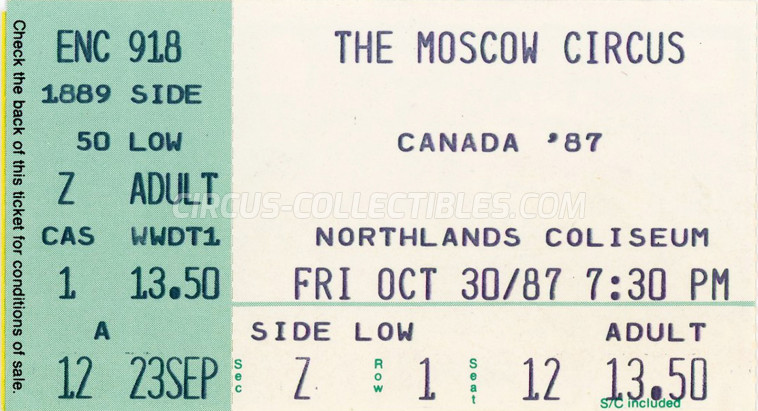 Check the back of this ticket for conditions of sale.
ENC 918
1889 SIDE
50 LOW
Z ADULT
CAS WWDT1
1 13.50
A
12 23SEP
THE MOSCOW CIRCUS
CANADA '87
CIRCUS-COLLECTIBLES.COM
NORTHLANDS COLISEUM
FRI OCT 30/87 7:30 PM
SIDE LOW ADULT
Sec Z Row 1 Seat 12 13.50
S/C included